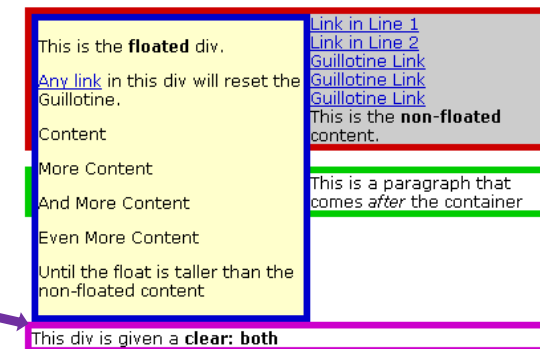 This is the floated div.
Any link in this div will reset the
Guillotine.
Content
More Content
And More Content
Even More Content
Until the float is taller than the
non-floated content
Link in Line 1
Link in Line 2
Guillotine Link
Guillotine Link
Guillotine Link
This is the non-floated
content.
This is a paragraph that
comes after the container
This div is given a clear: both